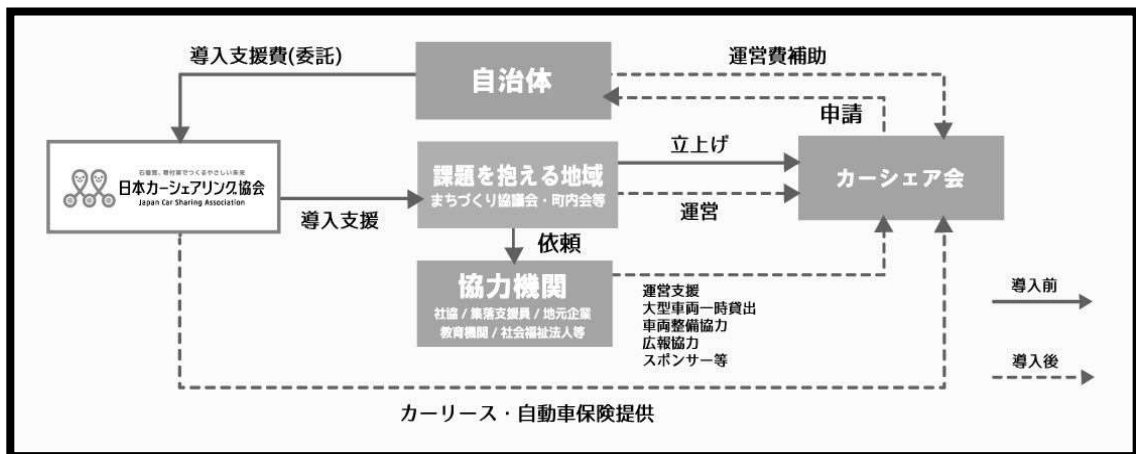 導入支援費(委託)
自治体
運営費補助
申請
石巻発、寄付車でつくるやさしい未来
日本カーシェアリング協会
Japan Car Sharing Association
導入支援
課題を抱える地域
まちづくり協議会・町内会等
立上げ
運営
カーシェア会
依頼
協力機関
社協 / 集落支援員 / 地元企業
教育機関 / 社会福祉法人等
運営支援
大型車両一時貸出
車両整備協力
広報協力
スポンサー等
導入前
導入後
カーリース・自動車保険提供